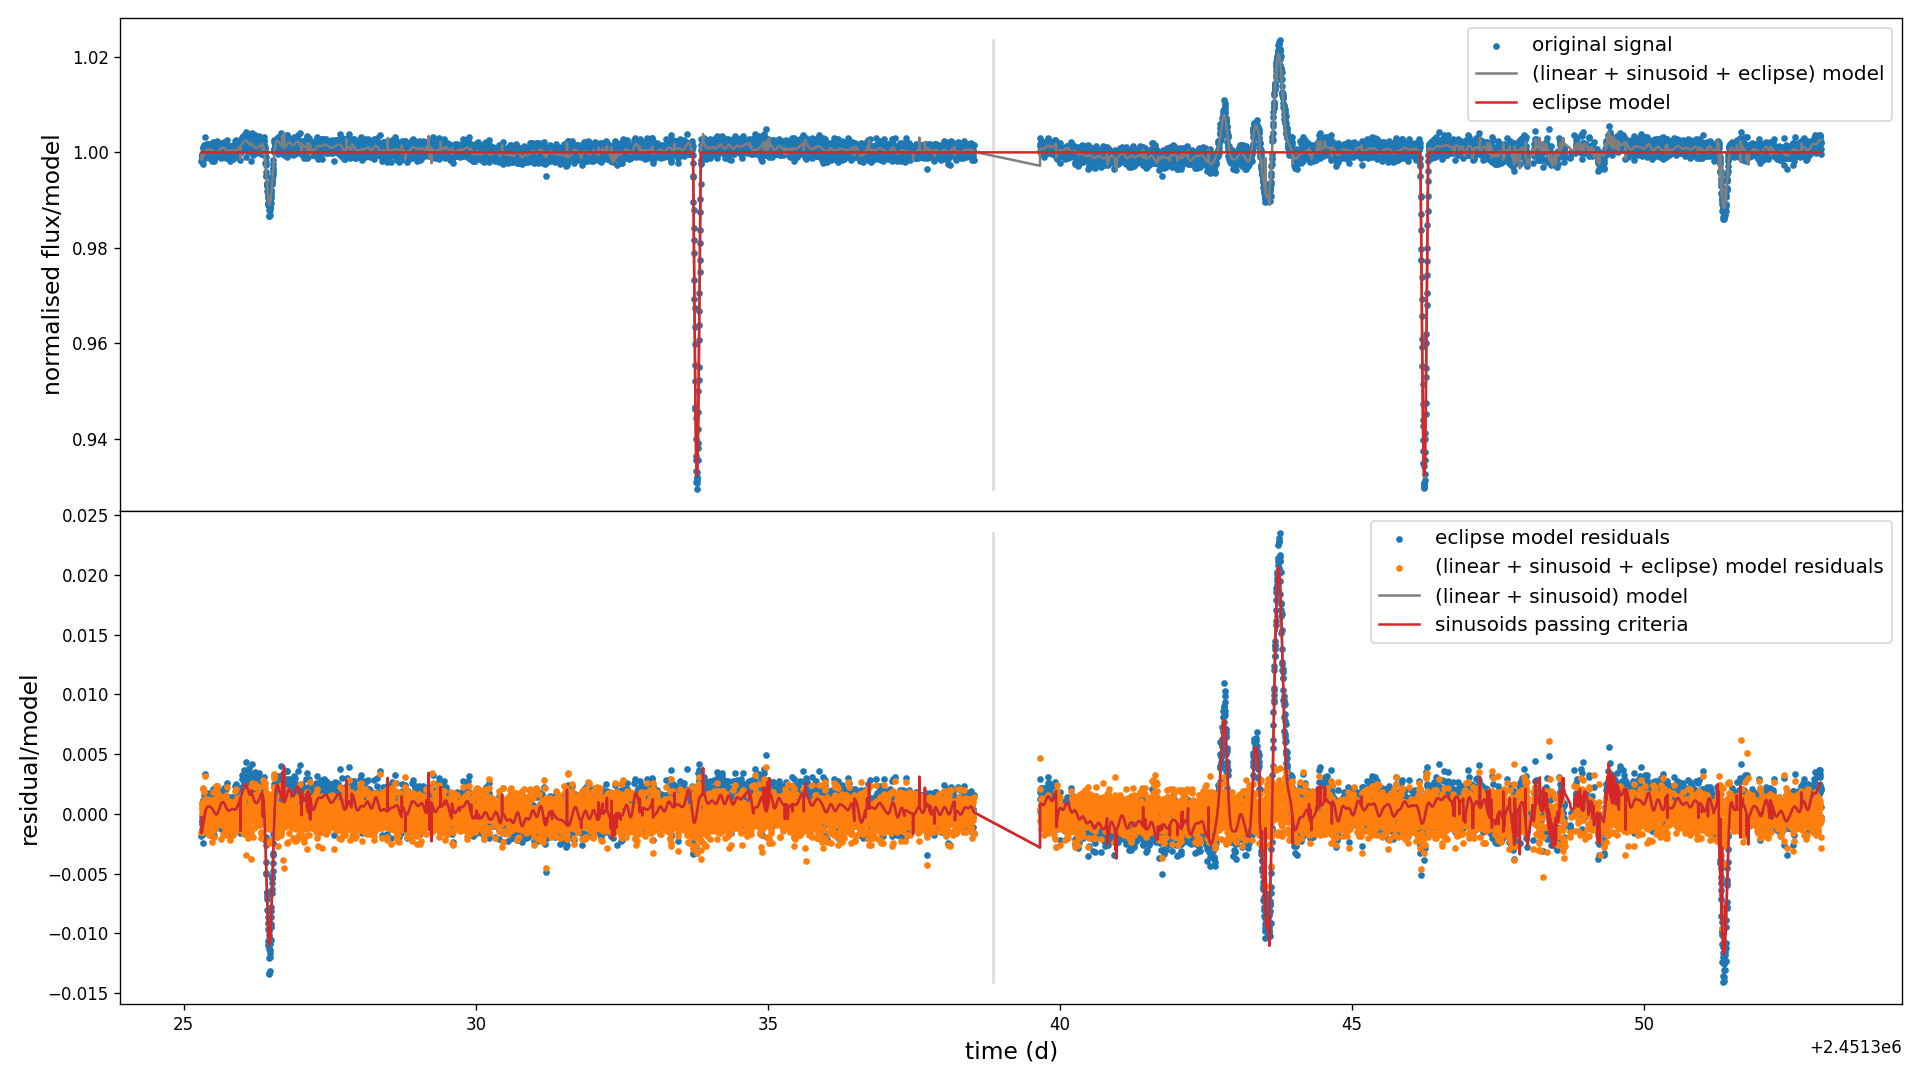 1.02
1.00
0.98
0.96
0.94
normalised flux/model
original signal
(linear + sinusoid + eclipse) model
eclipse model
0.025
0.020
0.015
0.010
0.005
0.000
−0.005
−0.010
−0.015
residual/model
eclipse model residuals
(linear + sinusoid + eclipse) model residuals
(linear + sinusoid) model
sinusoids passing criteria
25
30
35
40
45
50
time (d)
+2.4513e6